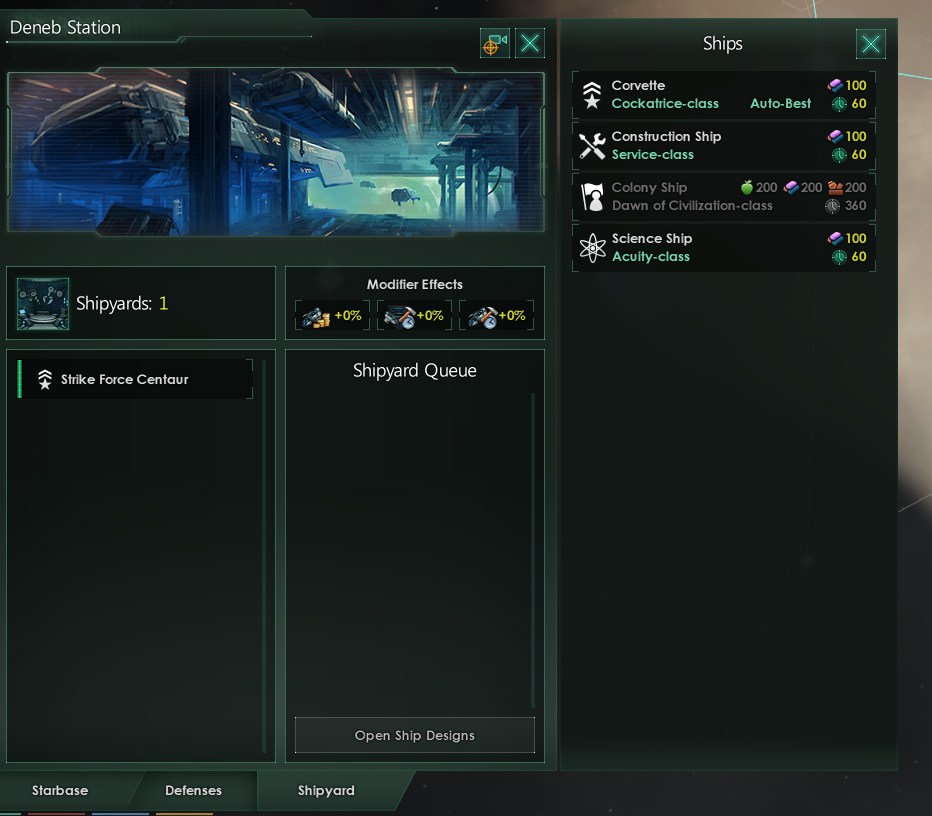 Deneb Station
Shipyards: 1
Modifier Effects
+0% +0% +0%
Strike Force Centaur
Shipyard Queue
Open Ship Designs
Starbase Defenses Shipyard
Ships
Corvette 100
Cockatrice-class Auto-Best 60
Construction Ship 100
Service-class 60
Colony Ship 200 200 200
Dawn of Civilization-class 360
Science Ship 100
Acuity-class 60